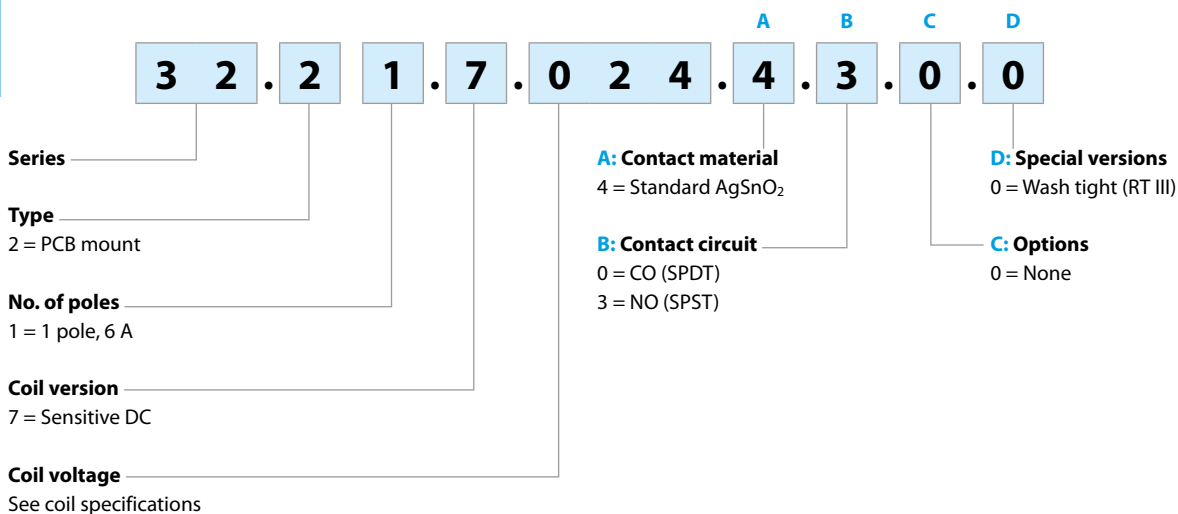 A B C D
3 2 . 2 1 . 7 . 0 2 4 . 4 . 3 . 0 . 0
Series
Type
2 = PCB mount
No. of poles
1 = 1 pole, 6 A
Coil version
7 = Sensitive DC
Coil voltage
See coil specifications
A: Contact material
4 = Standard AgSnO₂
B: Contact circuit
0 = CO (SPDT)
3 = NO (SPST)
D: Special versions
0 = Wash tight (RT III)
C: Options
0 = None